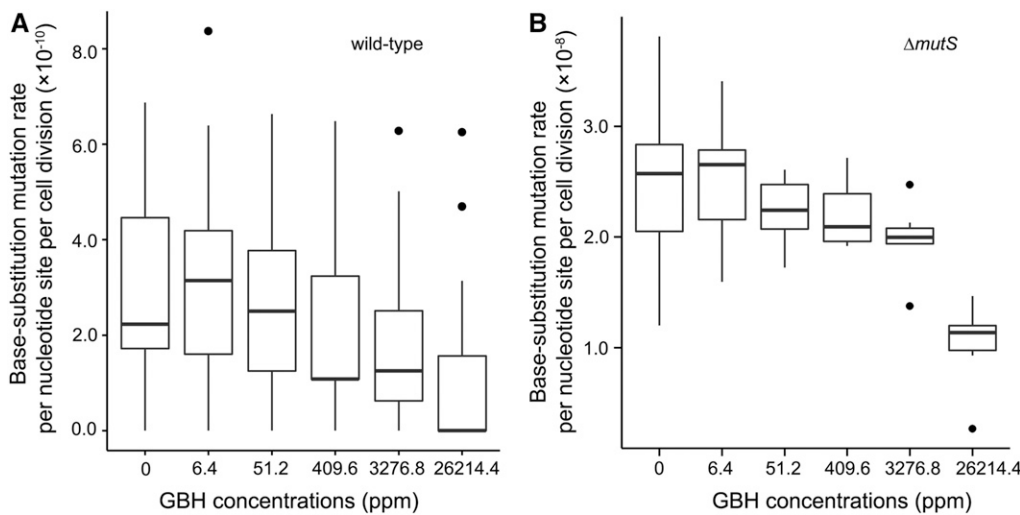 A
wild-type
Base-substitution mutation rate
per nucleotide site per cell division (×10⁻¹⁰)
8.0
6.0
4.0
2.0
0.0
0 6.4 51.2 409.6 3276.8 26214.4
GBH concentrations (ppm)
B
ΔmutS
Base-substitution mutation rate
per nucleotide site per cell division (×10⁻⁸)
3.0
2.0
1.0
0 6.4 51.2 409.6 3276.8 26214.4
GBH concentrations (ppm)